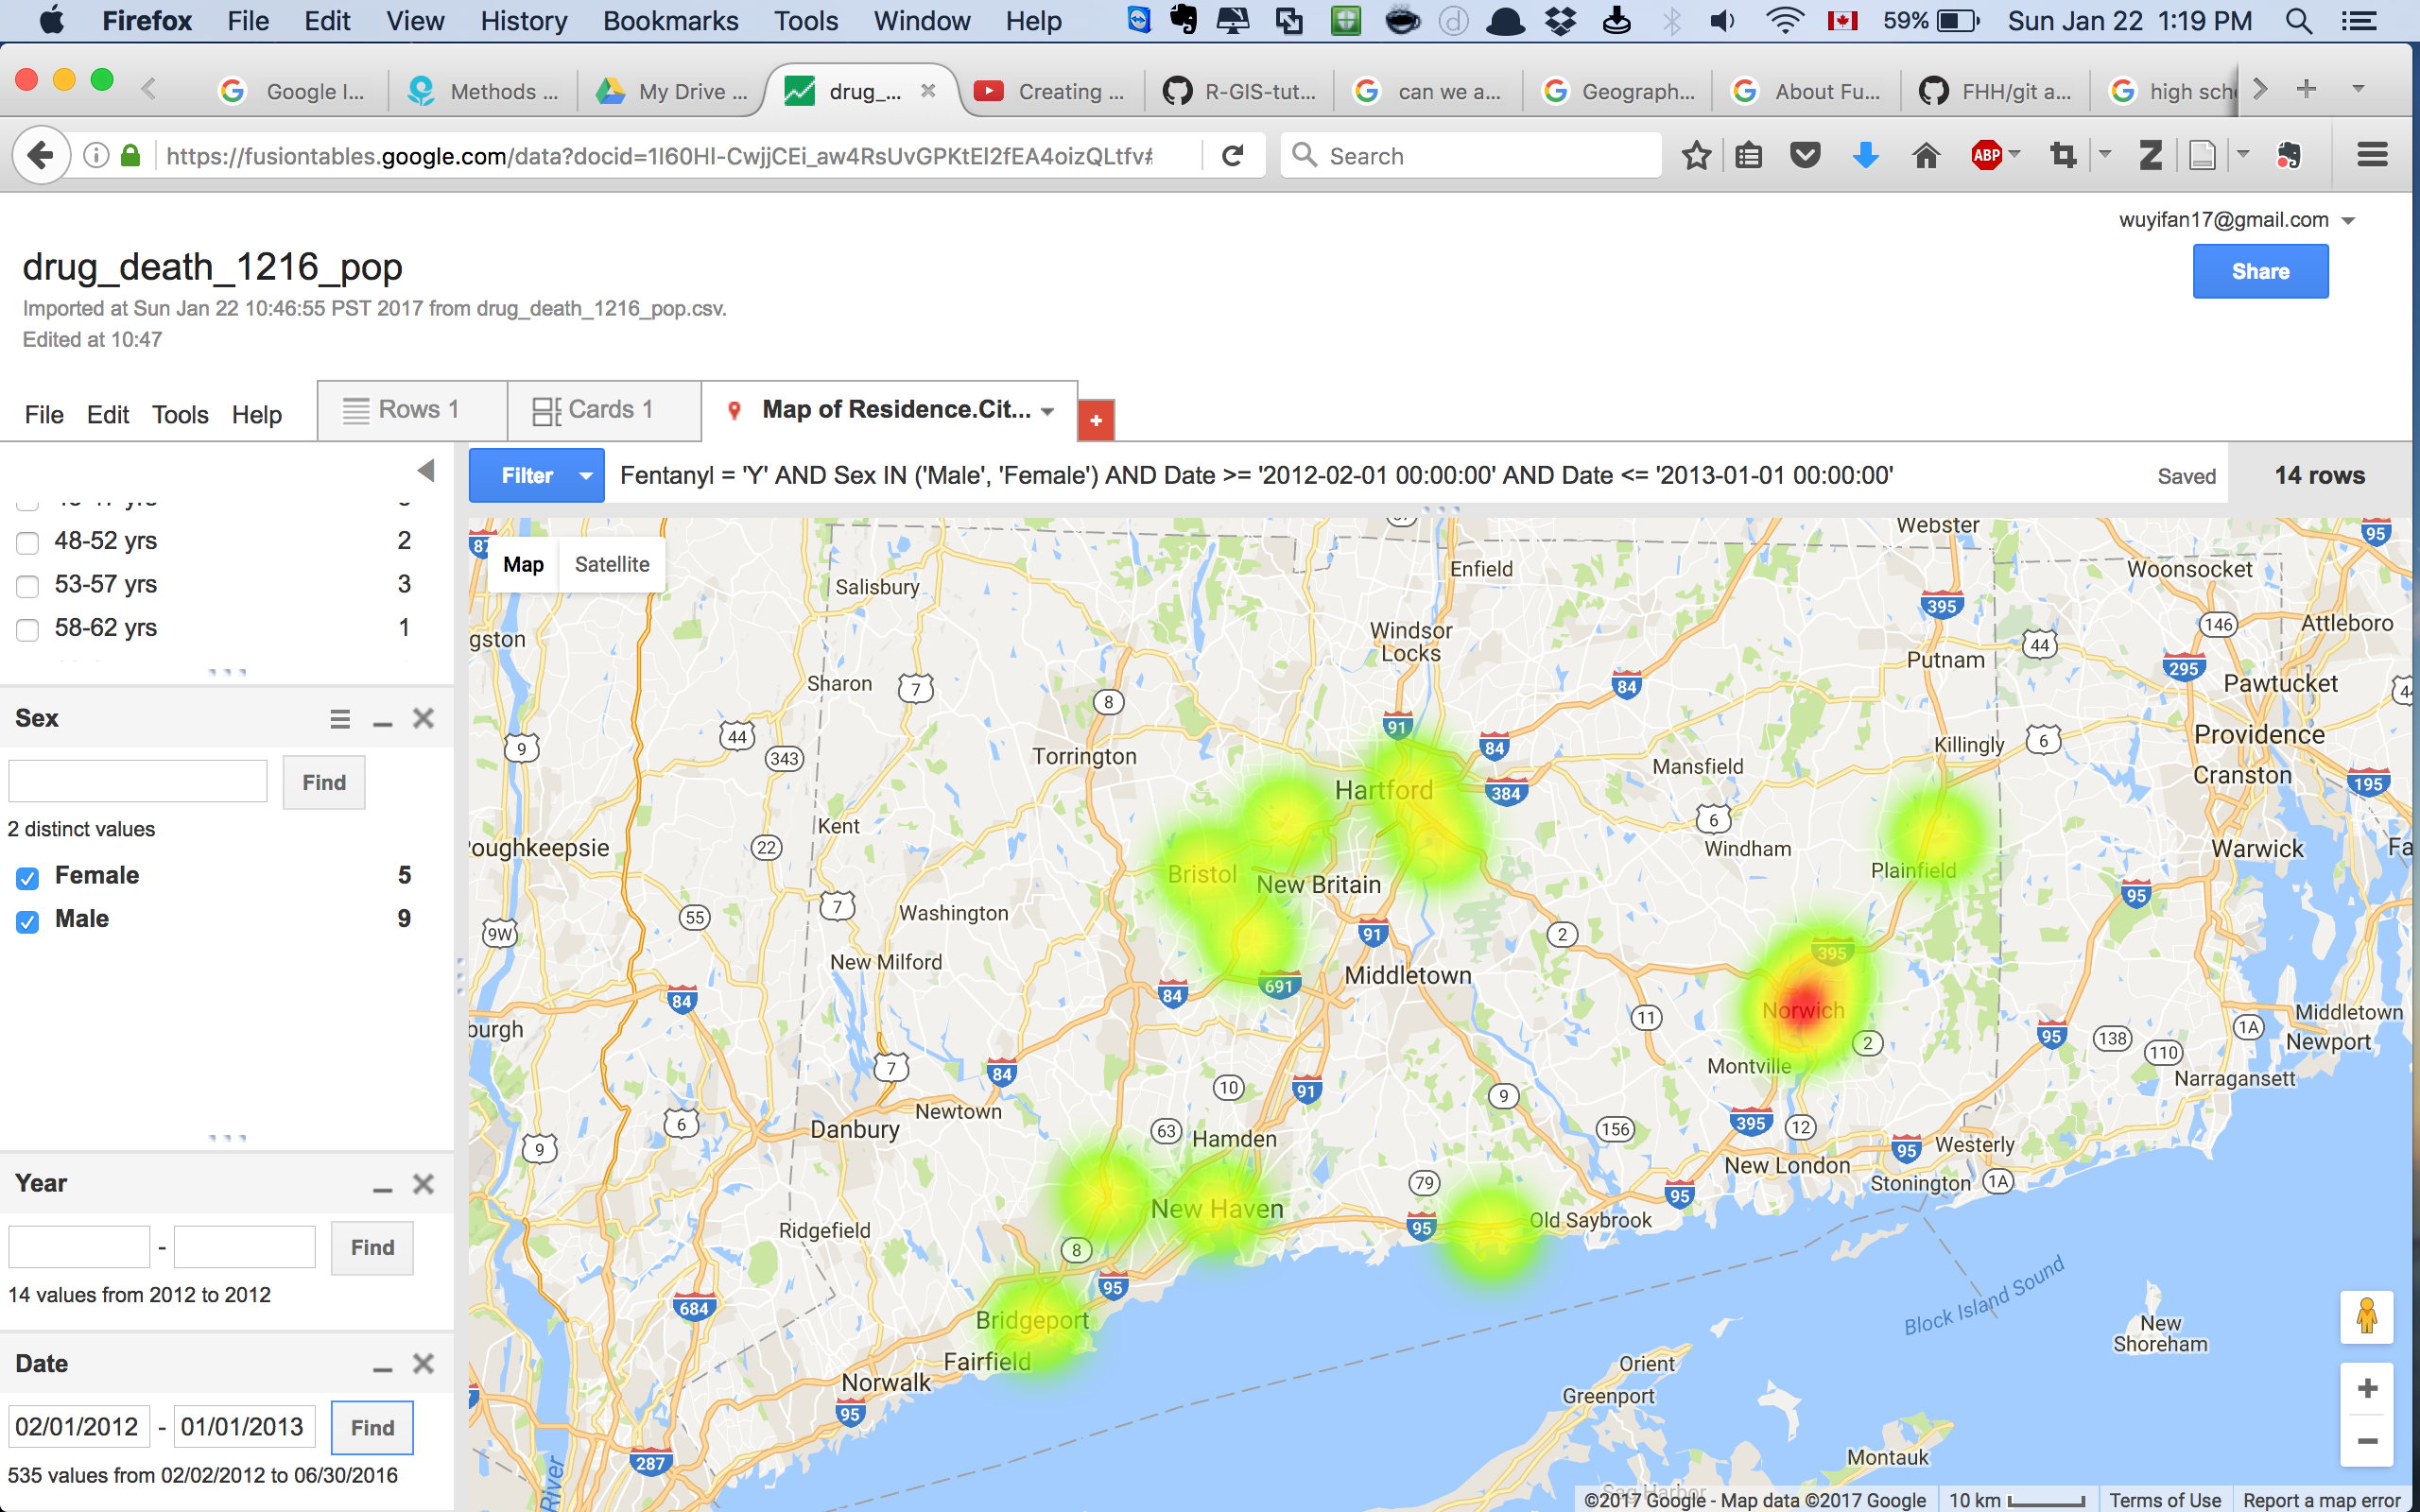 Firefox File Edit View History Bookmarks Tools Window Help 59% Sun Jan 22 1:19 PM
Google I... Methods ... My Drive ... drug_... Creating ... R-GIS-tut... can we a... Geograph... About Fu... FHH/git a... high sch
https://fusiontables.google.com/data?docid= Search ABP
wuyifan17@gmail.com
drug_death_1216_pop
Share
Imported at Sun Jan 22 10:46:55 PST 2017 from drug_death_1216_pop.csv.
Edited at 10:47
File Edit Tools Help Rows 1 Cards 1 Map of Residence.Cit... +
Filter Fentanyl = 'Y' AND Sex IN ('Male', 'Female') AND Date >= '2012-02-01 00:00:00' AND Date <= '2013-01-01 00:00:00' Saved 14 rows
48-52 yrs 2
53-57 yrs 3
58-62 yrs 1
Sex
Find
2 distinct values
Female 5
Male 9
Year
- Find
14 values from 2012 to 2012
Date
02/01/2012 - 01/01/2013 Find
535 values from 02/02/2012 to 06/30/2016
Map Satellite
87
Webster
95
Salisbury
Enfield
Woonsocket
395
gston
Windsor
Locks
146
Attleboro
44
Putnam
295
Sharon
7
8
84
Pawtucket
44
9
44
343
Torrington
91
84
Mansfield
Killingly
6
Providence
Hartford
384
Cranston
195
Kent
6
22
oughkeepsie
Windham
Warwick
Fa
Bristol
New Britain
Plainfield
95
7
Washington
55
9W
91
2
395
New Milford
84
691
Middletown
84
Norwich
Middletown
burgh
11
2
95
138
1A
Newport
110
7
84
Montville
Narragansett
10
91
9
Newtown
6
395
12
Danbury
63
Hamden
156
95
Westerly
9
New London
79
95
Stonington
1A
New Haven
Ridgefield
95
Old Saybrook
8
95
684
Bridgeport
Block Island Sound
New
Shoreham
Fairfield
Orient
Norwalk
Greenport
95
287
River
Montauk
Sag Harbor
©2017 Google - Map data ©2017 Google 10 km Terms of Use Report a map error